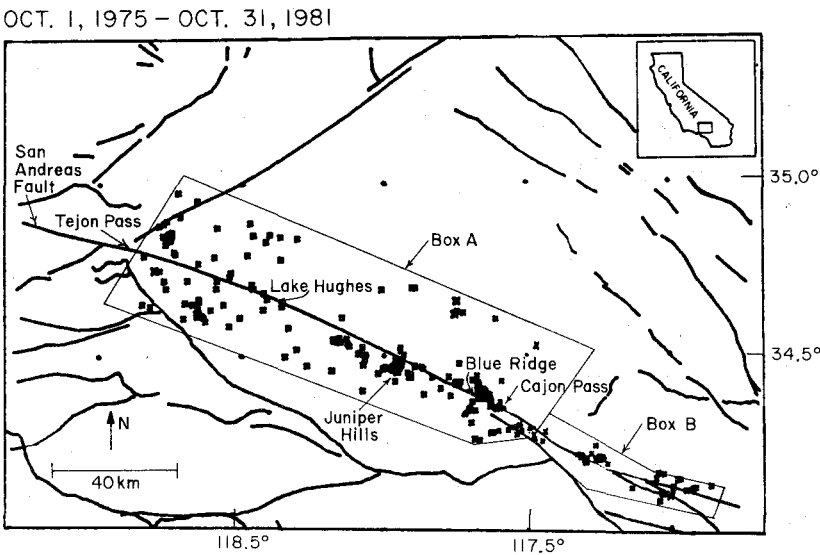 OCT. 1, 1975 – OCT. 31, 1981
CALIFORNIA
San
Andreas
Fault
35.0°
Tejon Pass
Box A
Lake Hughes
34.5°
Blue Ridge
Cajon Pass
Juniper
Hills
Box B
N
40 km
118.5°
117.5°